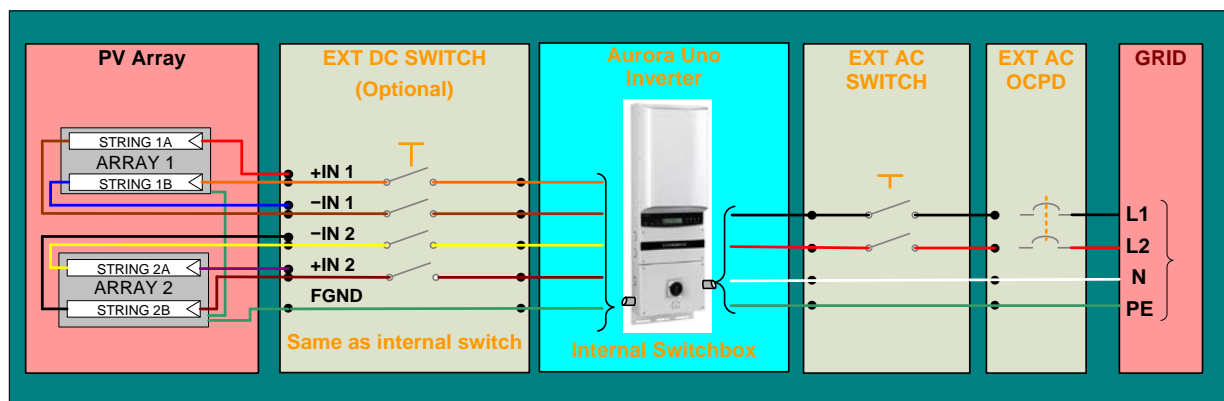 PV Array
STRING 1A
ARRAY 1
STRING 1B
STRING 2A
ARRAY 2
STRING 2B
EXT DC SWITCH
(Optional)
+IN 1
−IN 1
−IN 2
+IN 2
FGND
Same as internal switch
Aurora Uno
Inverter
Internal Switchbox
EXT AC
SWITCH
EXT AC
OCPD
GRID
L1
L2
N
PE